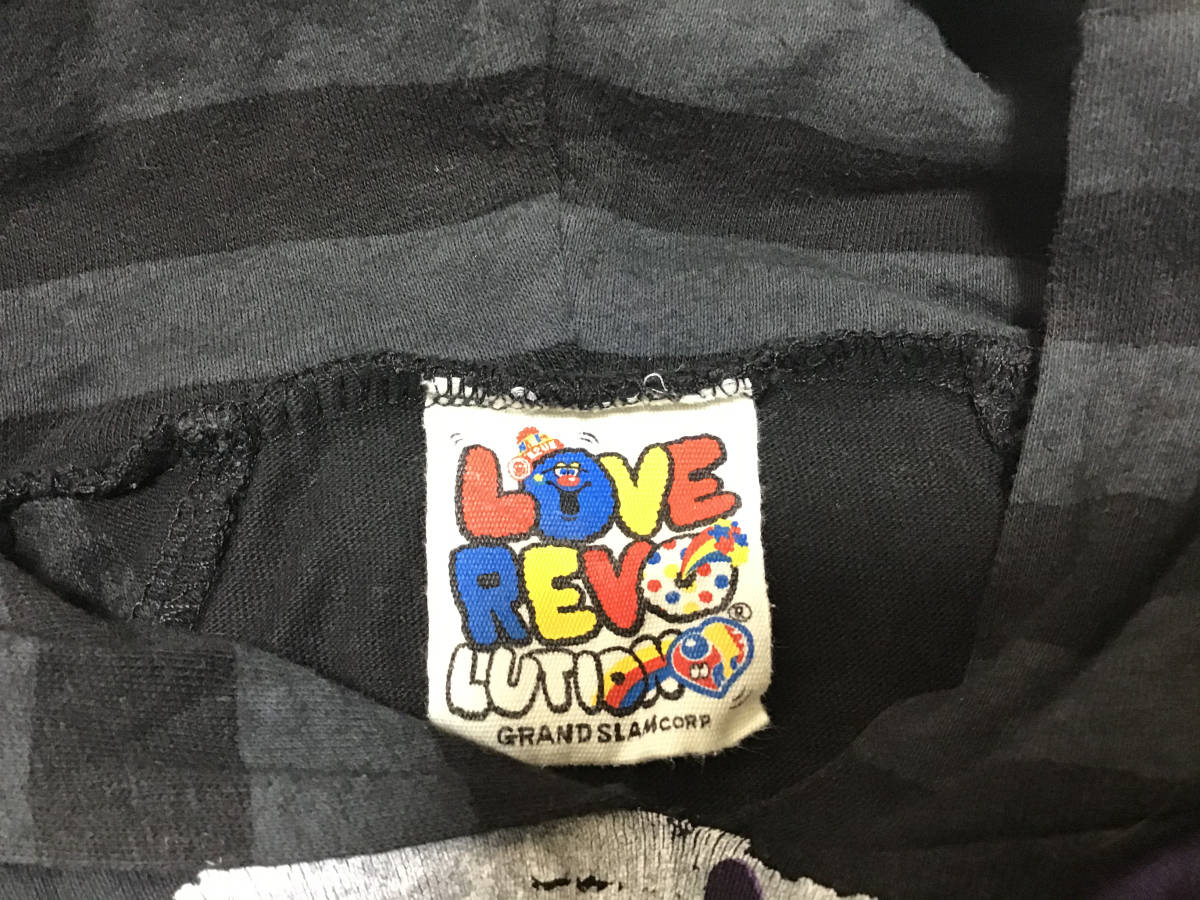 LOVE
REVO
LUTION
®
GRANDSLAMCORP